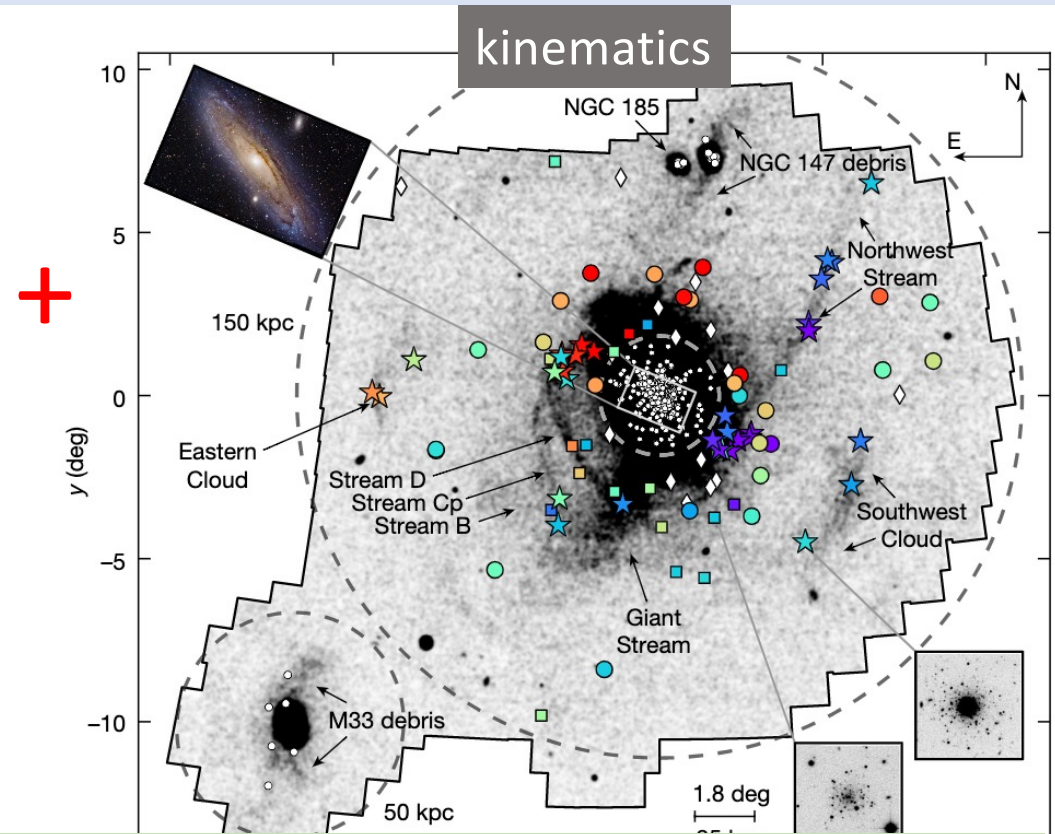 kinematics
10
NGC 185
N
E
NGC 147 debris
5
Northwest
Stream
150 kpc
0
y (deg)
Eastern
Cloud
Stream D
Stream Cp
Stream B
Southwest
Cloud
−5
Giant
Stream
−10
M33 debris
1.8 deg
50 kpc